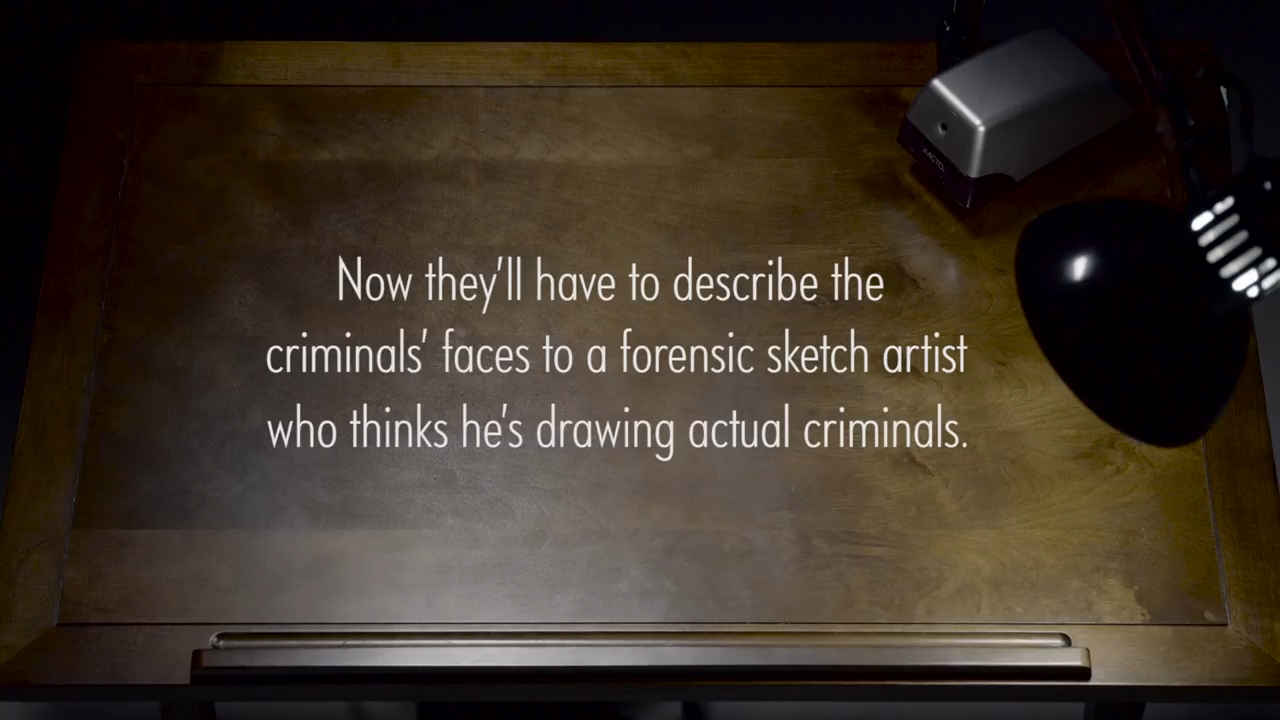 X-ACTO
Now they'll have to describe the
criminals' faces to a forensic sketch artist
who thinks he's drawing actual criminals.